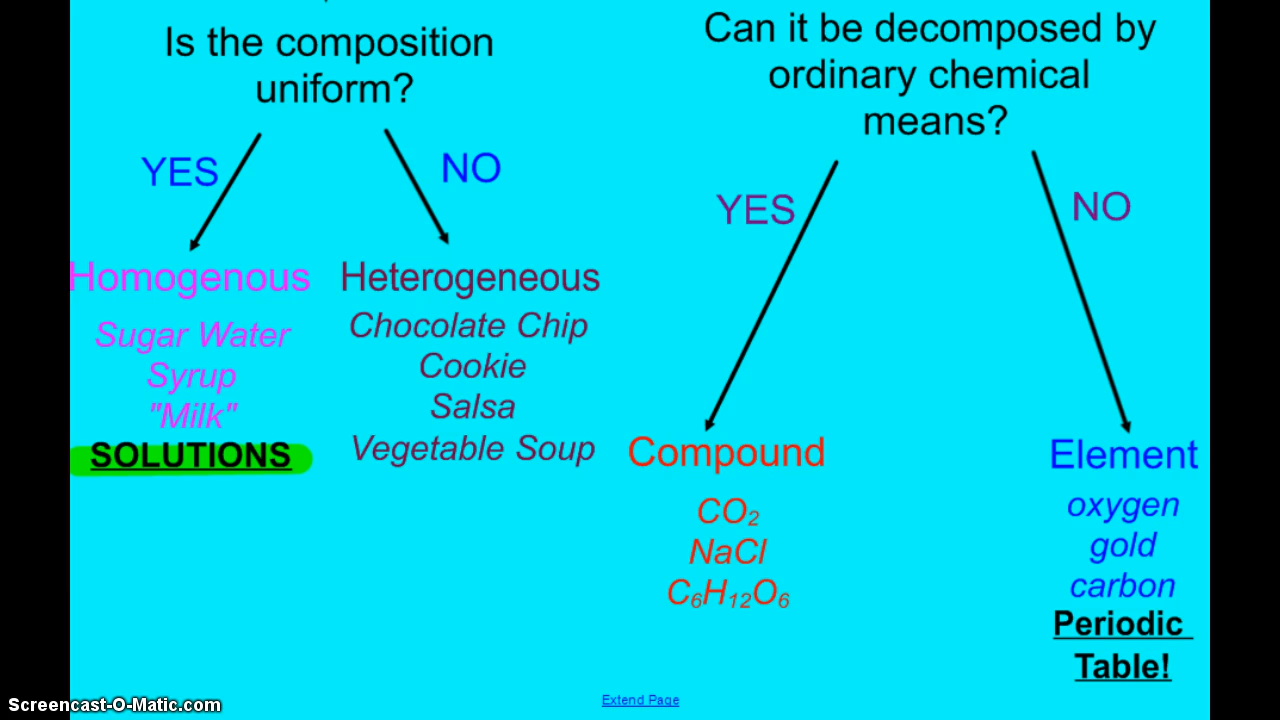 Is the composition
uniform?
YES
NO
Homogenous
Sugar Water
Syrup
"Milk"
SOLUTIONS
Heterogeneous
Chocolate Chip
Cookie
Salsa
Vegetable Soup
Can it be decomposed by
ordinary chemical
means?
YES
NO
Compound
CO₂
NaCl
C₆H₁₂O₆
Element
oxygen
gold
carbon
Periodic
Table!
Extend Page
Screencast-O-Matic.com